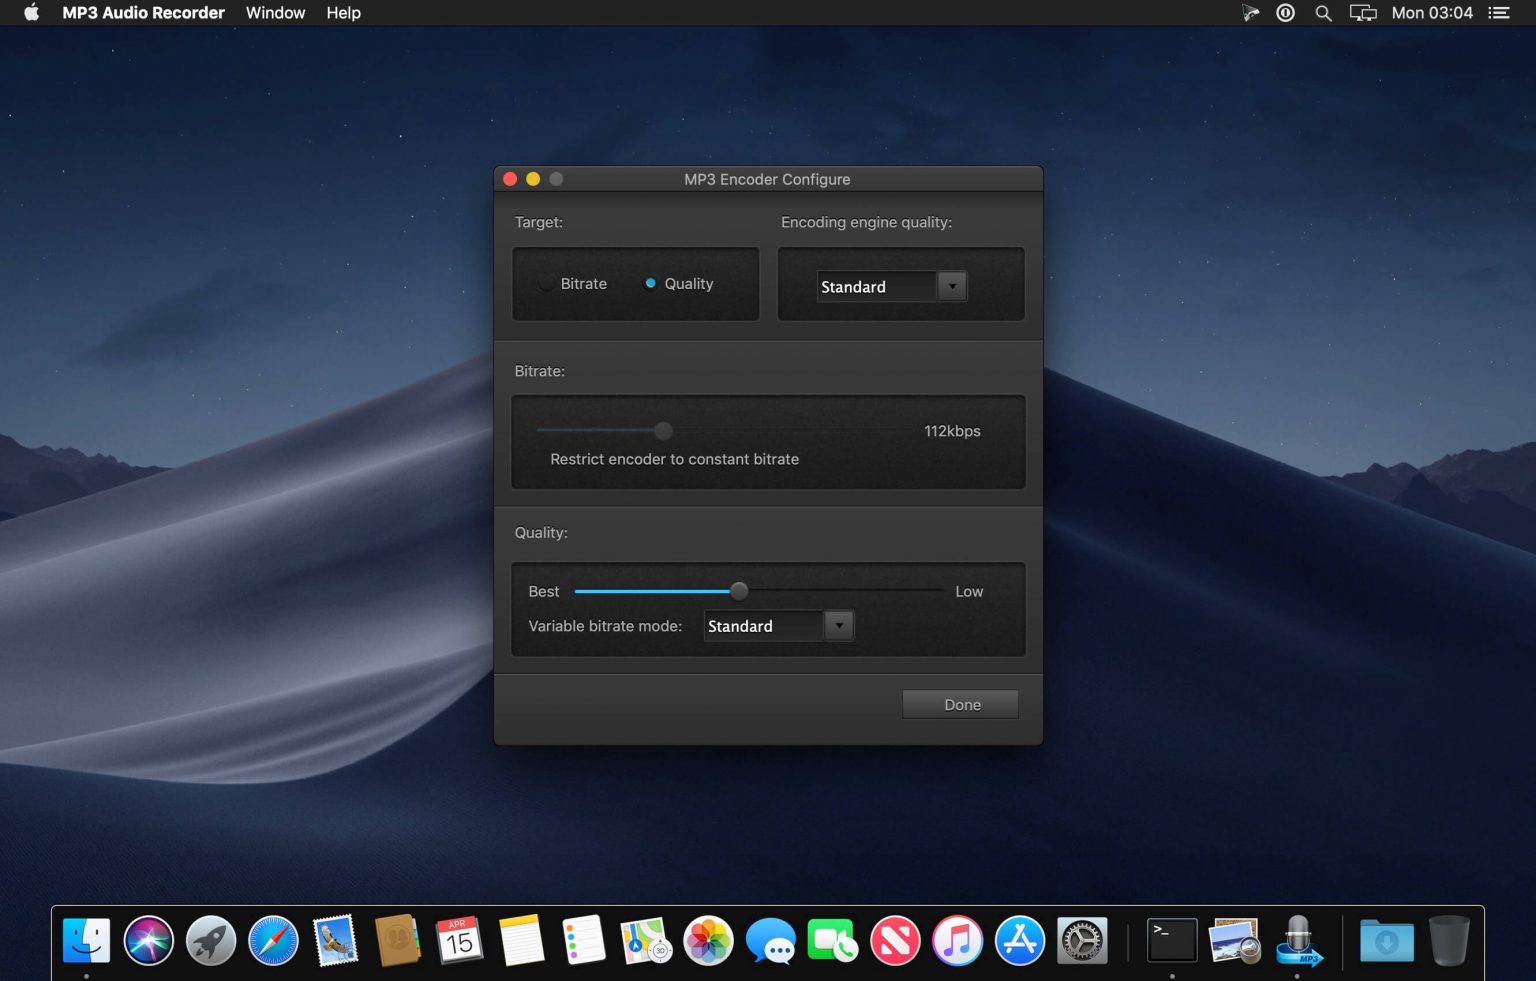 MP3 Audio Recorder Window Help Mon 03:04
MP3 Encoder Configure
Target: Encoding engine quality:
Bitrate Quality Standard
Bitrate:
112kbps
Restrict encoder to constant bitrate
Quality:
Best Low
Variable bitrate mode: Standard
Done
APR
15
3D
>_
MP3